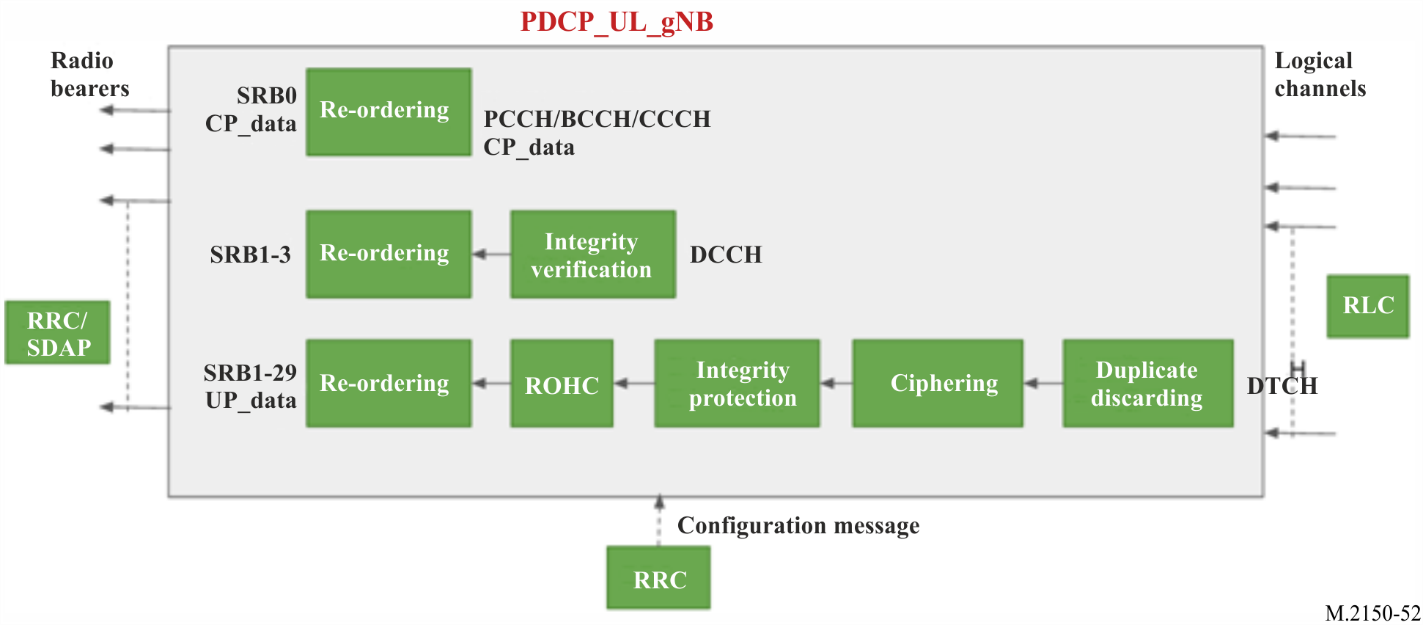 PDCP_UL_gNB
Radio
bearers
Logical
channels
SRB0
CP_data
Re-ordering
PCCH/BCCH/CCCH
CP_data
SRB1-3
Re-ordering
Integrity
verification
DCCH
RRC/
SDAP
RLC
SRB1-29
UP_data
Re-ordering
ROHC
Integrity
protection
Ciphering
Duplicate
discarding
H
DTCH
Configuration message
RRC
M.2150-52